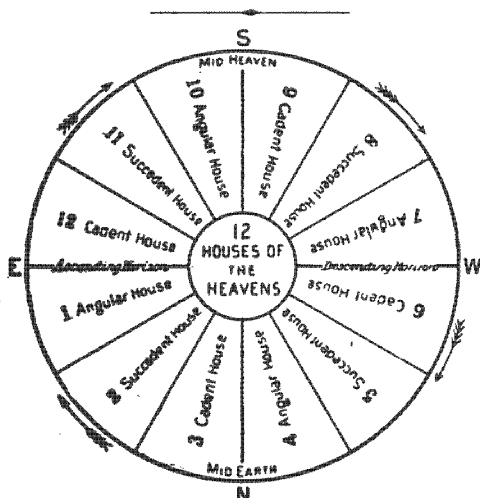 S
MID HEAVEN
10 Angular House
9 Cadent House
11 Succedent House
8 Succedent House
12 Cadent House
7 Angular House
12
HOUSES OF
THE
HEAVENS
E
Ascending Horizon
Descending Horizon
W
1 Angular House
6 Cadent House
2 Succedent House
5 Succedent House
3 Cadent House
4 Angular House
MID EARTH
N